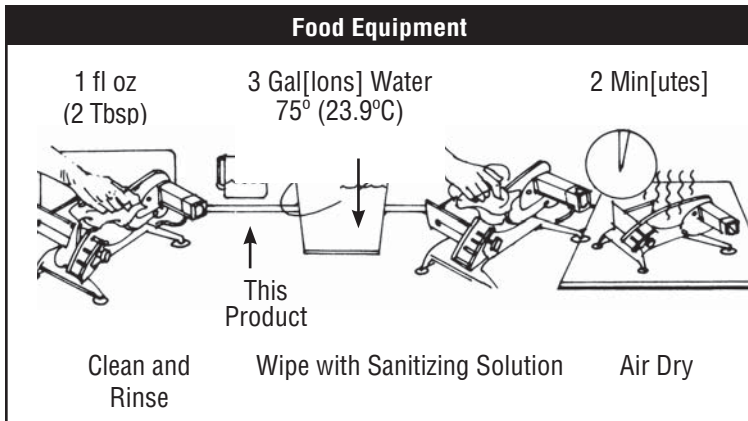 Food Equipment
1 fl oz
(2 Tbsp)
3 Gal[lons] Water
75º (23.9ºC)
2 Min[utes]
This
Product
Clean and
Rinse
Wipe with Sanitizing Solution
Air Dry